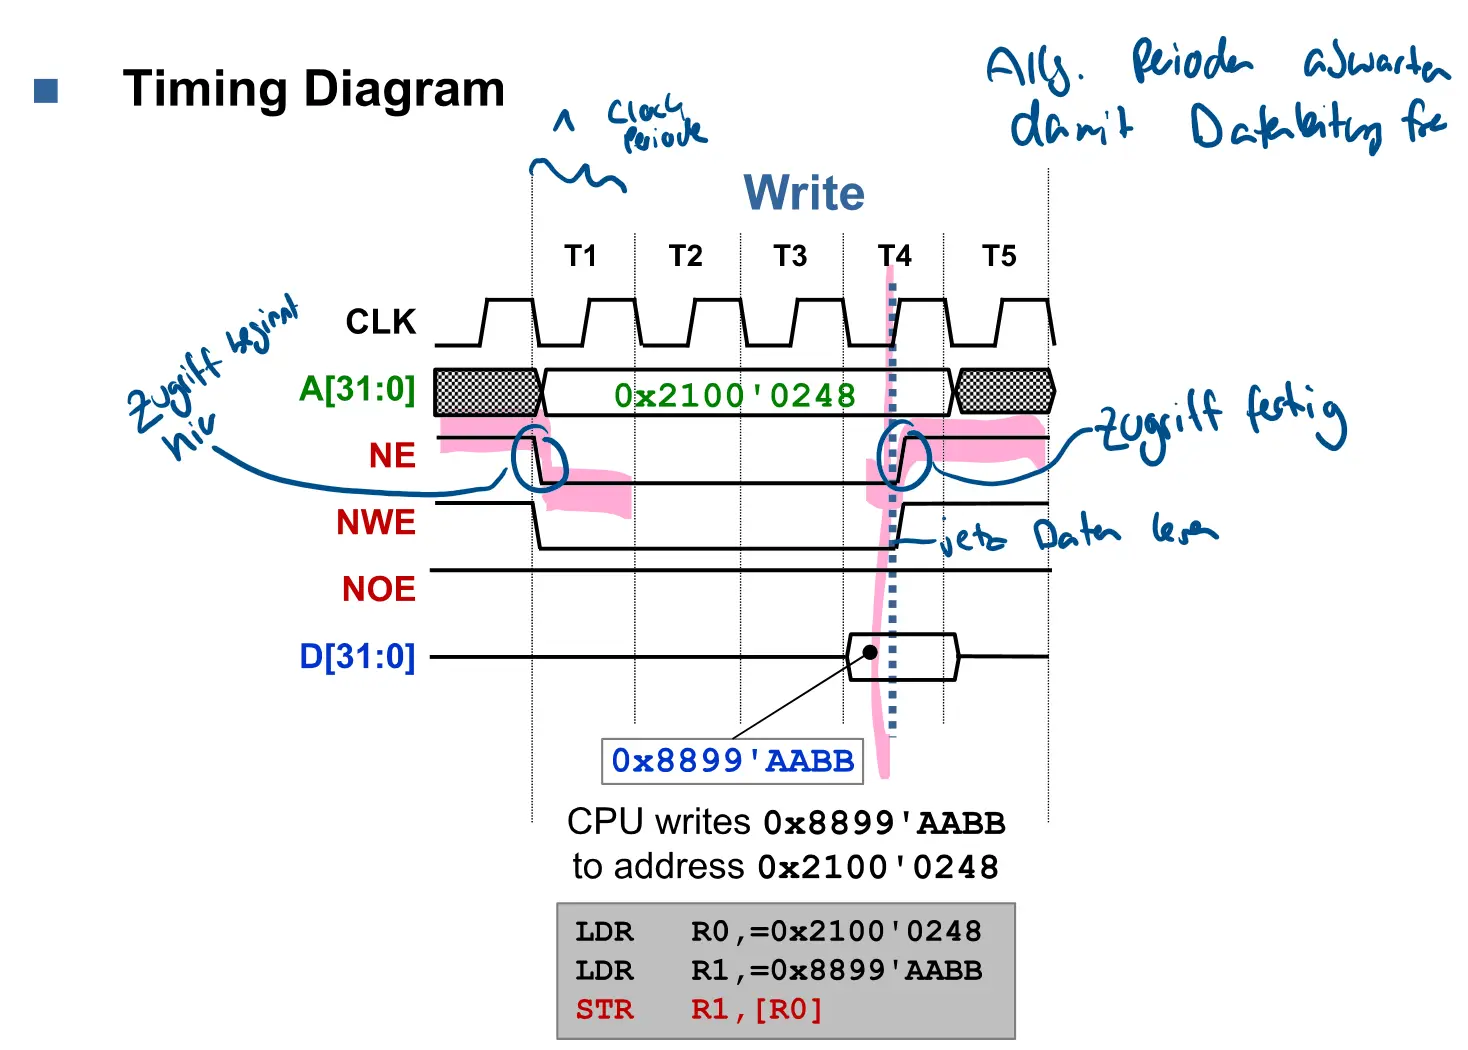 Timing Diagram
1 Clock
Periode
Allg. Perioden abwarten
damit Datenleitung frei
Write
T1 T2 T3 T4 T5
CLK
Zugriff beginnt
hier
A[31:0] 0x2100'0248
NE
Zugriff fertig
NWE
jetz Daten lesen
NOE
D[31:0]
0x8899'AABB
CPU writes 0x8899'AABB
to address 0x2100'0248
LDR R0,=0x2100'0248
LDR R1,=0x8899'AABB
STR R1,[R0]